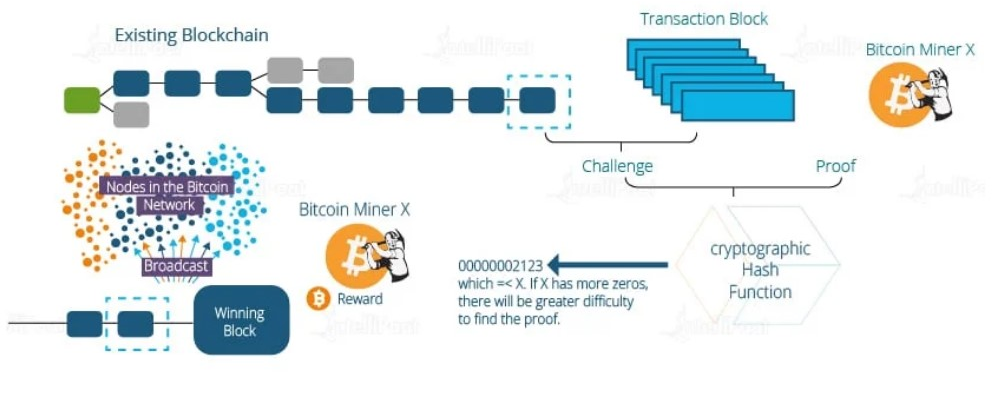 Existing Blockchain
Transaction Block
Bitcoin Miner X
Challenge
Proof
Nodes in the Bitcoin
Network
Broadcast
Bitcoin Miner X
Reward
Winning
Block
cryptographic
Hash
Function
00000002123
which =< X. If X has more zeros,
there will be greater difficulty
to find the proof.